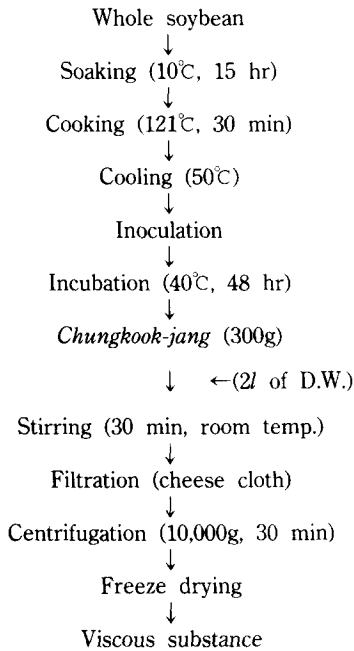 Whole soybean
↓
Soaking (10℃, 15 hr)
↓
Cooking (121℃, 30 min)
↓
Cooling (50℃)
↓
Inoculation
↓
Incubation (40℃, 48 hr)
↓
Chungkook-jang (300g)
↓ ←(2l of D.W.)
Stirring (30 min, room temp.)
↓
Filtration (cheese cloth)
↓
Centrifugation (10,000g, 30 min)
↓
Freeze drying
↓
Viscous substance